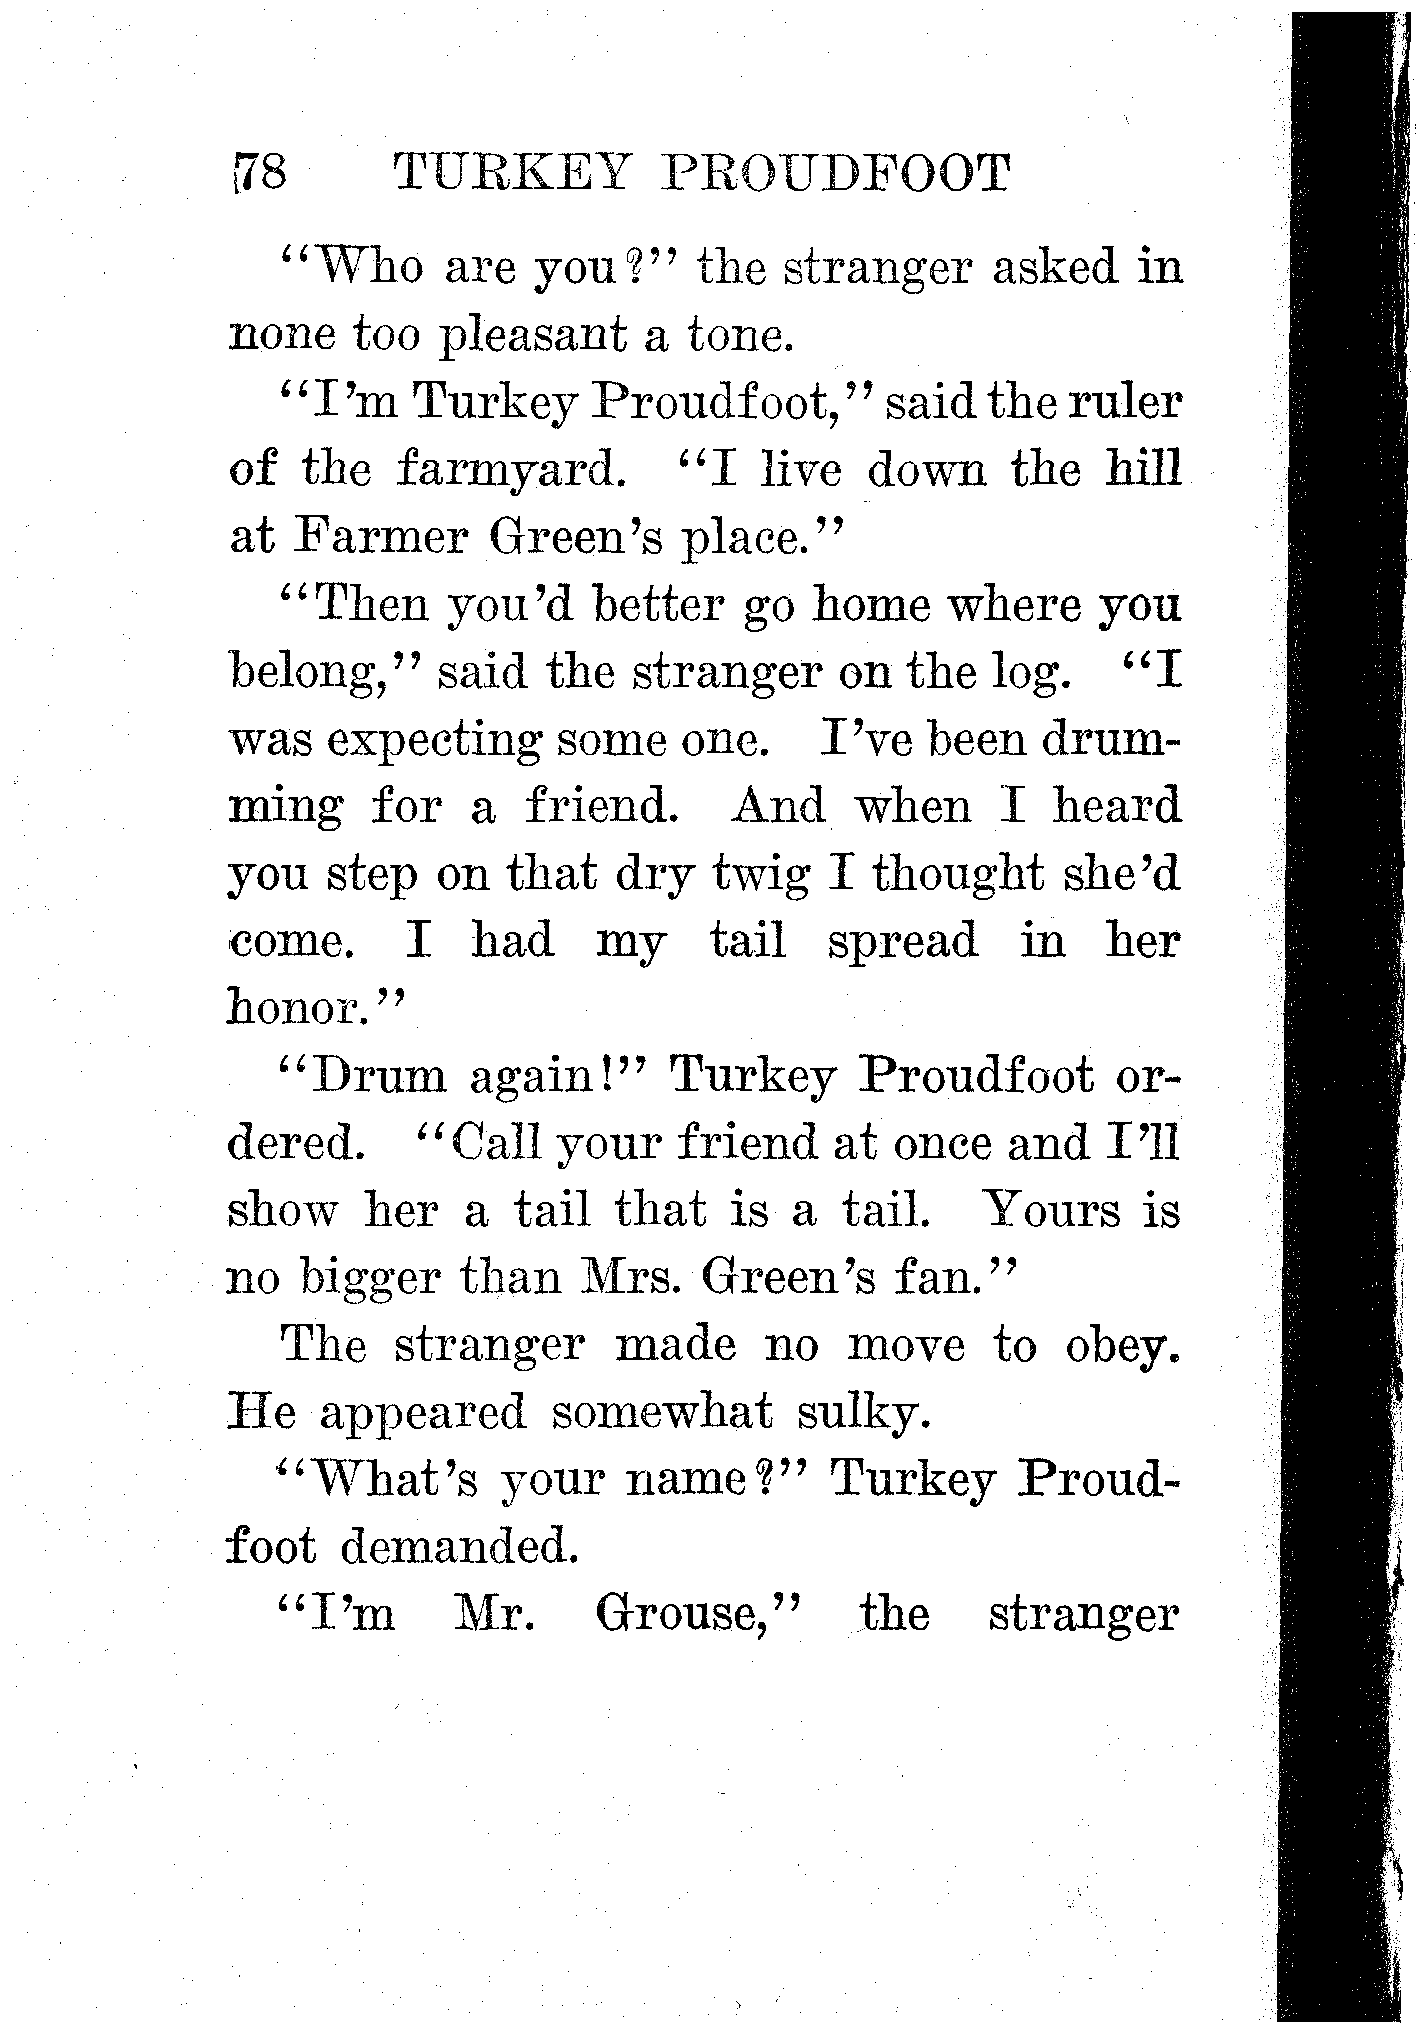 78 TURKEY PROUDFOOT
"Who are you?" the stranger asked in
none too pleasant a tone.
"I'm Turkey Proudfoot," said the ruler
of the farmyard. "I live down the hill
at Farmer Green's place."
"Then you'd better go home where you
belong," said the stranger on the log. "I
was expecting some one. I've been drum-
ming for a friend. And when I heard
you step on that dry twig I thought she'd
come. I had my tail spread in her
honor."
"Drum again!" Turkey Proudfoot or-
dered. "Call your friend at once and I'll
show her a tail that is a tail. Yours is
no bigger than Mrs. Green's fan."
The stranger made no move to obey.
He appeared somewhat sulky.
"What's your name?" Turkey Proud-
foot demanded.
"I'm Mr. Grouse," the stranger